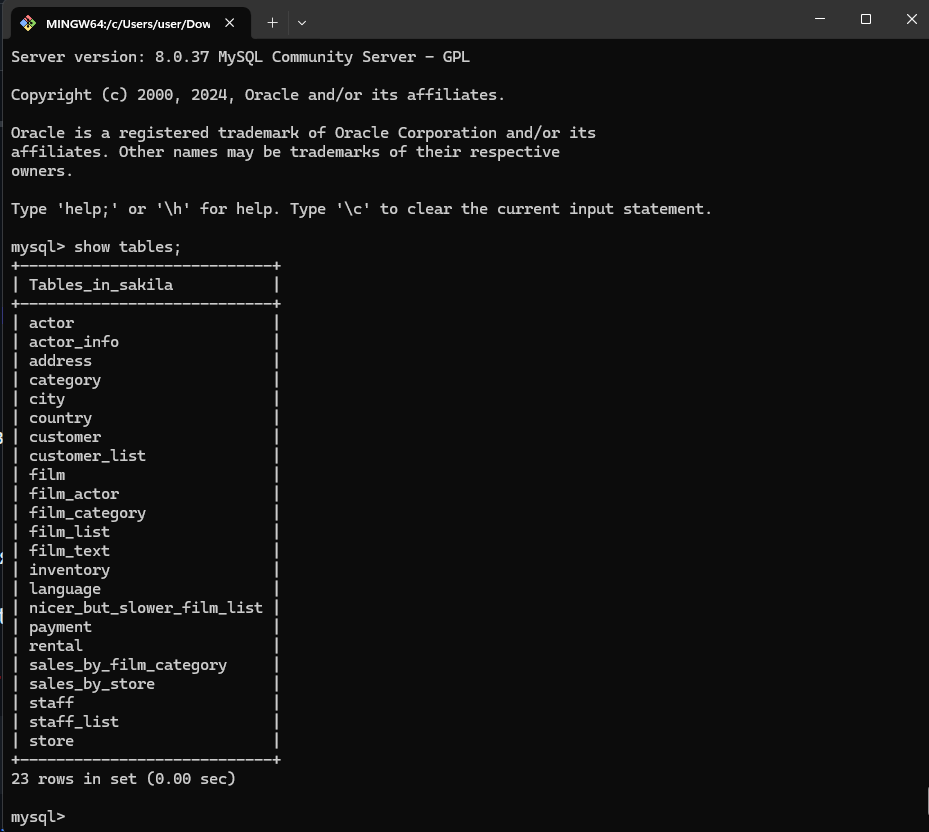 MINGW64:/c/Users/user/Dow
Server version: 8.0.37 MySQL Community Server - GPL
Copyright (c) 2000, 2024, Oracle and/or its affiliates.
Oracle is a registered trademark of Oracle Corporation and/or its
affiliates. Other names may be trademarks of their respective
owners.
Type 'help;' or '\h' for help. Type '\c' to clear the current input statement.
mysql> show tables;
+----------------------------+
| Tables_in_sakila           |
+----------------------------+
| actor                      |
| actor_info                 |
| address                    |
| category                   |
| city                       |
| country                    |
| customer                   |
| customer_list              |
| film                       |
| film_actor                 |
| film_category              |
| film_list                  |
| film_text                  |
| inventory                  |
| language                   |
| nicer_but_slower_film_list |
| payment                    |
| rental                     |
| sales_by_film_category     |
| sales_by_store             |
| staff                      |
| staff_list                 |
| store                      |
+----------------------------+
23 rows in set (0.00 sec)
mysql>